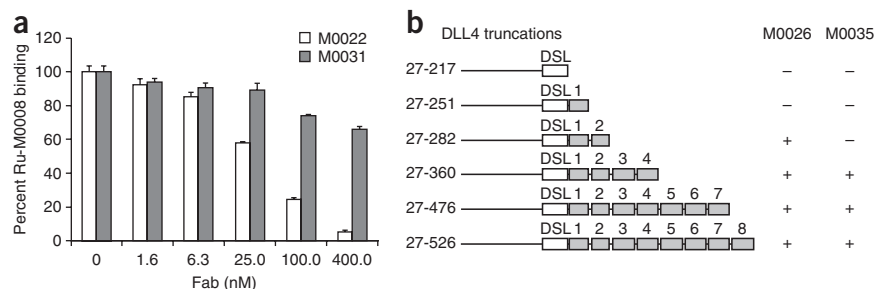 a
M0022
M0031
Percent Ru-M0008 binding
120
100
80
60
40
20
0
0 1.6 6.3 25.0 100.0 400.0
Fab (nM)
b
DLL4 truncations M0026 M0035
DSL
27-217 – –
DSL 1
27-251 – –
DSL 1 2
27-282 + –
DSL 1 2 3 4
27-360 + +
DSL 1 2 3 4 5 6 7
27-476 + +
DSL 1 2 3 4 5 6 7 8
27-526 + +